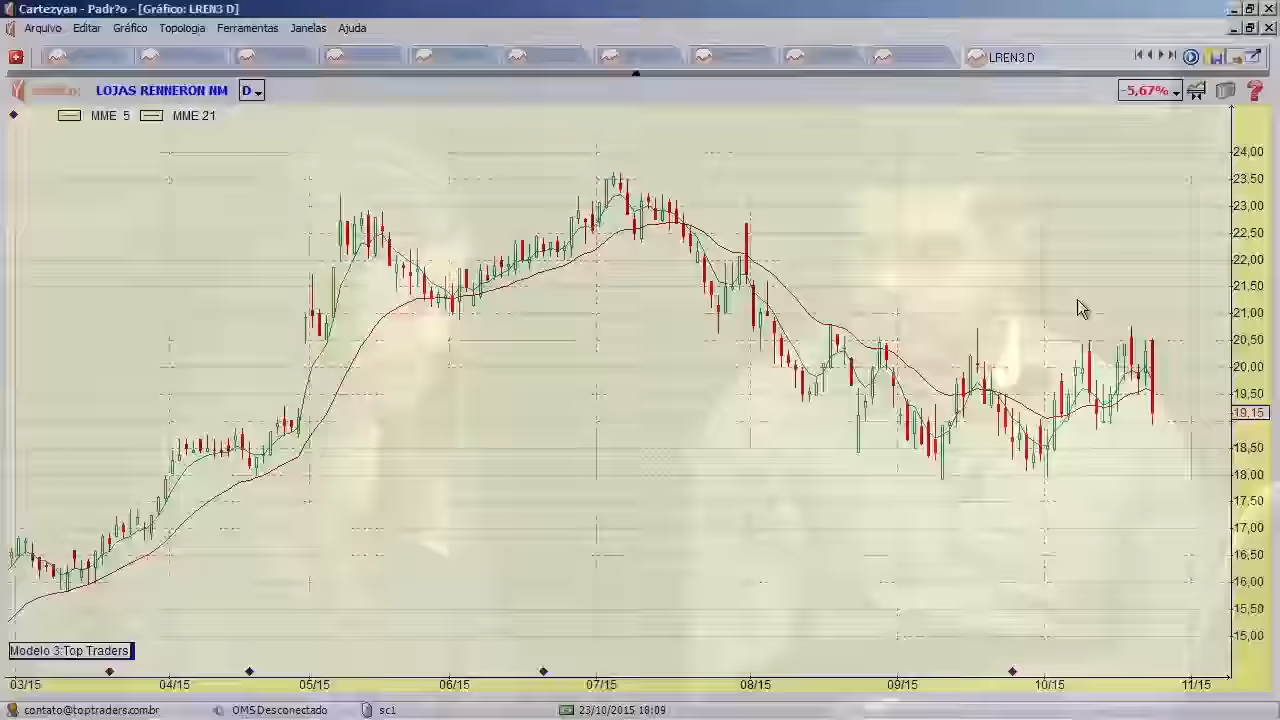 Cartezyan - Padr?o - [Gráfico: LREN3 D]
Arquivo Editar Gráfico Topologia Ferramentas Janelas Ajuda
LREN3 D
LOJAS RENNERON NM D -5,67%
MME 5 MME 21
24,00
23,50
23,00
22,50
22,00
21,50
21,00
20,50
20,00
19,50
19,15
18,50
18,00
17,50
17,00
16,50
16,00
15,50
15,00
Modelo 3:Top Traders
03/15 04/15 05/15 06/15 07/15 08/15 09/15 10/15 11/15
contato@toptraders.combr OMS Desconectado sc1 23/10/2015 18:09